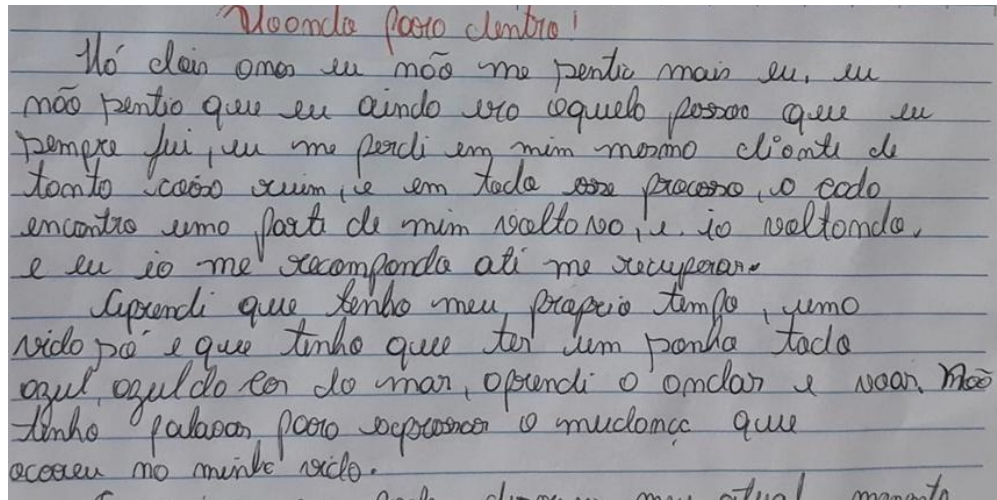 Voando para dentro!
Há dois anos eu não me sentia mais eu, eu
não sentia que eu ainda era aquela pessoa que eu
sempre fui, eu me perdi em mim mesmo diante de
tanta coisa ruim, e em todo esse processo, a cada
encontro uma parte de mim voltava, e ia voltando,
e eu ia me recompondo até me recuperar.
Aprendi que tenho meu próprio tempo, uma
vida só e que tinha que ter um sonho todo
azul, azul da cor do mar, aprendi a andar e voar. Não
tenho palavras para expressar a mudança que
ocorreu na minha vida.
meu atual momento